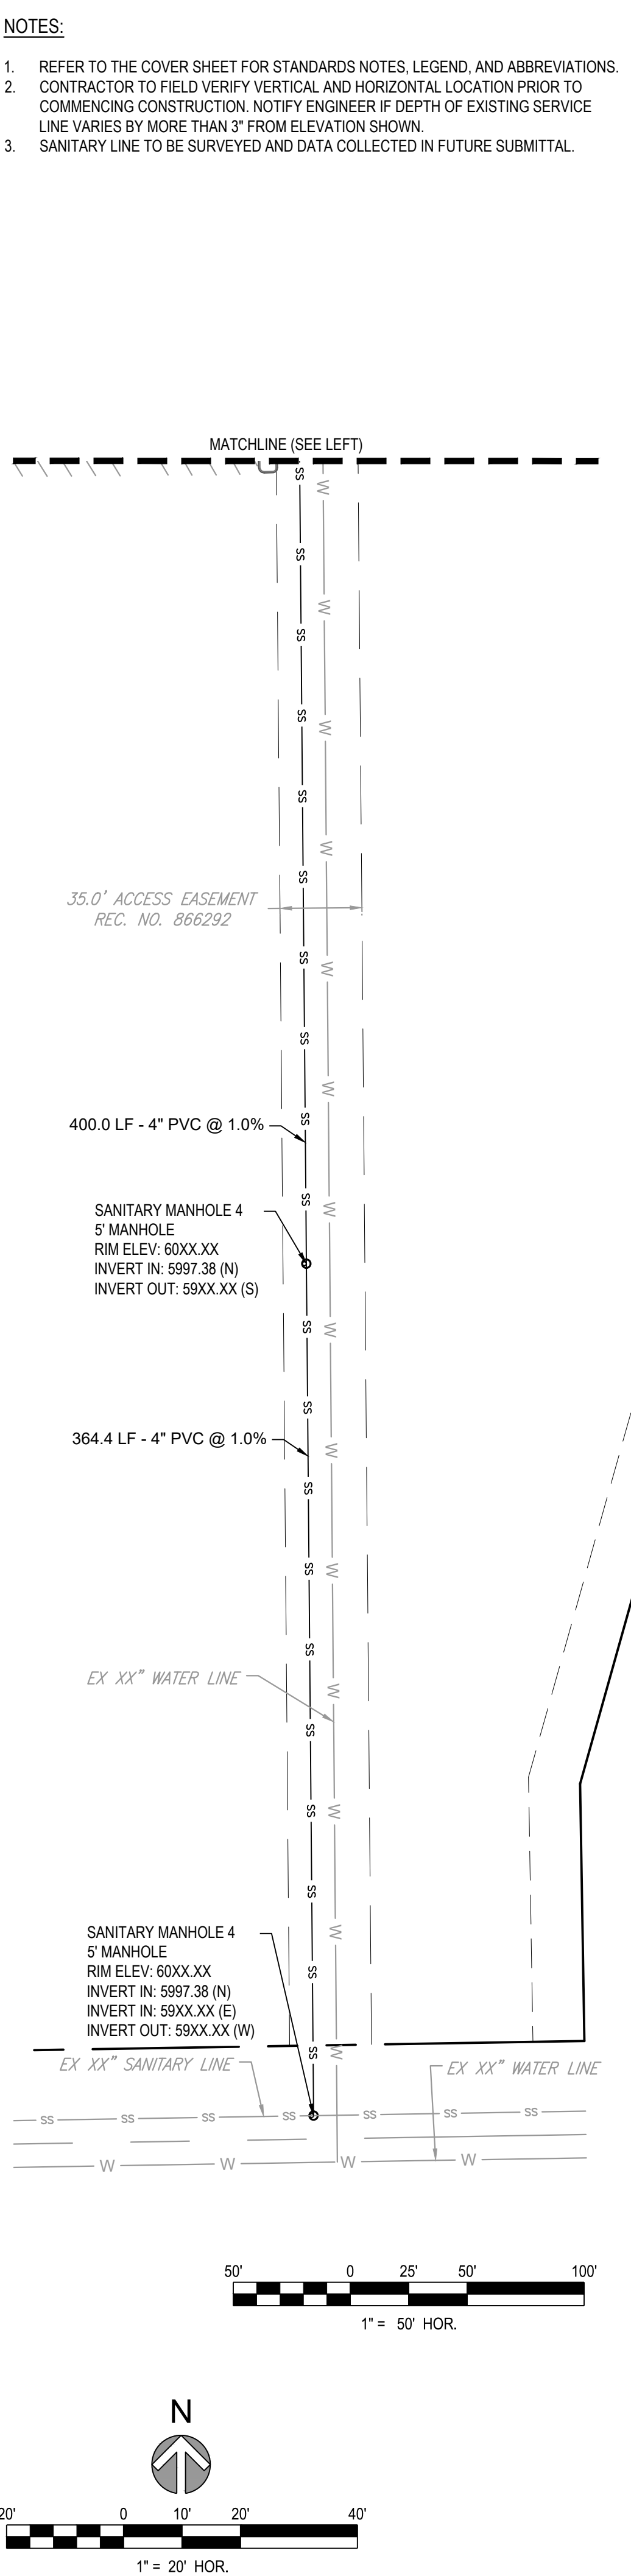 NOTES:
1. REFER TO THE COVER SHEET FOR STANDARDS NOTES, LEGEND, AND ABBREVIATIONS.
2. CONTRACTOR TO FIELD VERIFY VERTICAL AND HORIZONTAL LOCATION PRIOR TO
COMMENCING CONSTRUCTION. NOTIFY ENGINEER IF DEPTH OF EXISTING SERVICE
LINE VARIES BY MORE THAN 3" FROM ELEVATION SHOWN.
3. SANITARY LINE TO BE SURVEYED AND DATA COLLECTED IN FUTURE SUBMITTAL.
MATCHLINE (SEE LEFT)
35.0' ACCESS EASEMENT
REC. NO. 866292
400.0 LF - 4" PVC @ 1.0%
SANITARY MANHOLE 4
5' MANHOLE
RIM ELEV: 60XX.XX
INVERT IN: 5997.38 (N)
INVERT OUT: 59XX.XX (S)
364.4 LF - 4" PVC @ 1.0%
EX XX" WATER LINE
SANITARY MANHOLE 4
5' MANHOLE
RIM ELEV: 60XX.XX
INVERT IN: 5997.38 (N)
INVERT IN: 59XX.XX (E)
INVERT OUT: 59XX.XX (W)
EX XX" SANITARY LINE
EX XX" WATER LINE
SS SS SS SS SS SS SS
W W W W
50' 0 25' 50' 100'
1" = 50' HOR.
N
20' 0 10' 20' 40'
1" = 20' HOR.